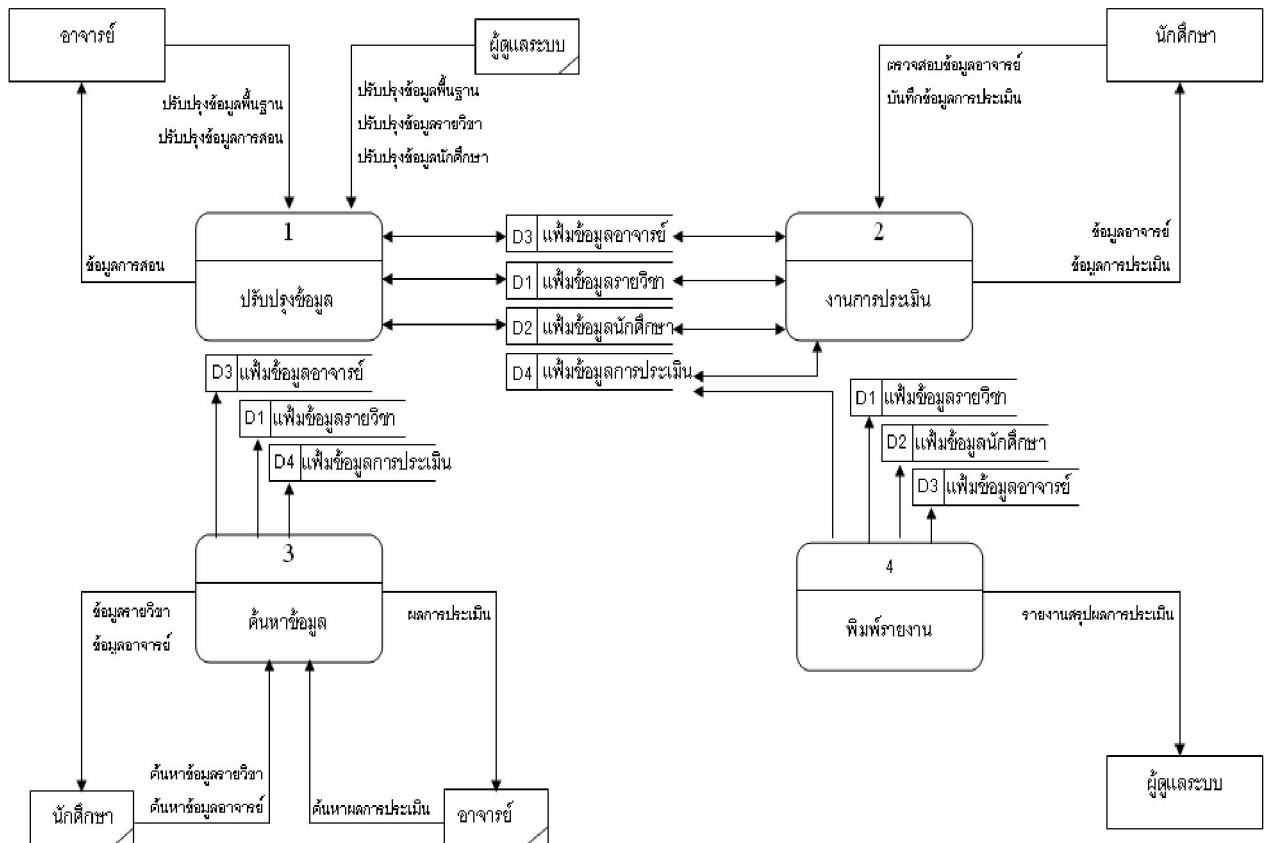 อาจารย์
ผู้ดูแลระบบ
นักศึกษา
ปรับปรุงข้อมูลพื้นฐาน
ปรับปรุงข้อมูลการสอน
ปรับปรุงข้อมูลพื้นฐาน
ปรับปรุงข้อมูลรายวิชา
ปรับปรุงข้อมูลนักศึกษา
ตรวจสอบข้อมูลอาจารย์
บันทึกข้อมูลการประเมิน
1
ปรับปรุงข้อมูล
ข้อมูลการสอน
D3 แฟ้มข้อมูลอาจารย์
D1 แฟ้มข้อมูลรายวิชา
D2 แฟ้มข้อมูลนักศึกษา
D4 แฟ้มข้อมูลการประเมิน
2
งานการประเมิน
ข้อมูลอาจารย์
ข้อมูลการประเมิน
D3 แฟ้มข้อมูลอาจารย์
D1 แฟ้มข้อมูลรายวิชา
D4 แฟ้มข้อมูลการประเมิน
D1 แฟ้มข้อมูลรายวิชา
D2 แฟ้มข้อมูลนักศึกษา
D3 แฟ้มข้อมูลอาจารย์
3
ค้นหาข้อมูล
ข้อมูลรายวิชา
ข้อมูลอาจารย์
ผลการประเมิน
4
พิมพ์รายงาน
รายงานสรุปผลการประเมิน
ค้นหาข้อมูลรายวิชา
ค้นหาข้อมูลอาจารย์
ค้นหาผลการประเมิน
นักศึกษา
อาจารย์
ผู้ดูแลระบบ